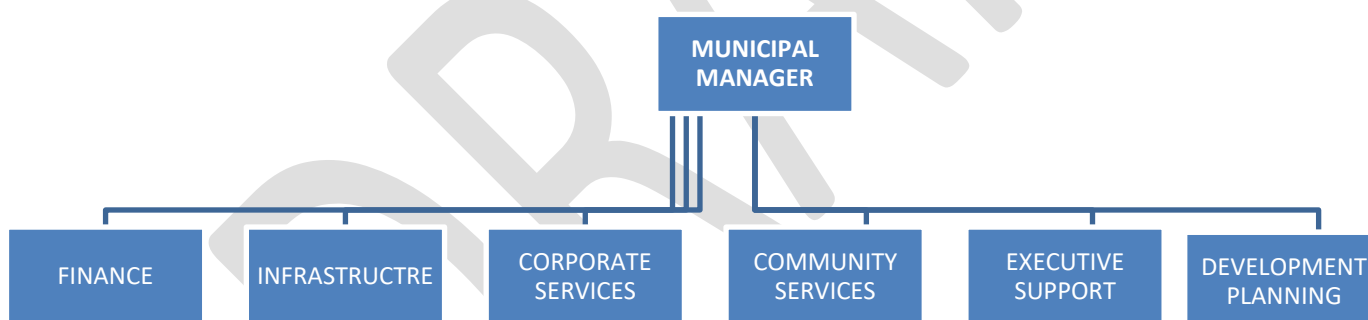 MUNICIPAL
MANAGER
FINANCE
INFRASTRUCTRE
CORPORATE
SERVICES
COMMUNITY
SERVICES
EXECUTIVE
SUPPORT
DEVELOPMENT
PLANNING